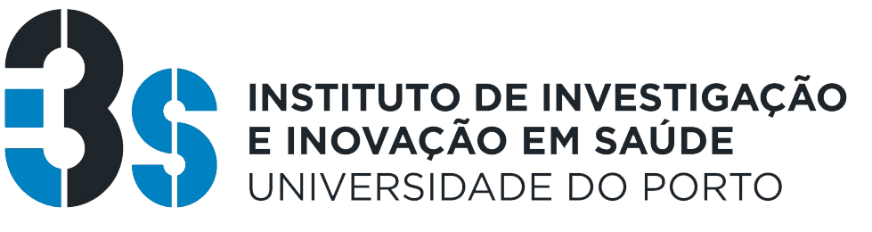 i3s
INSTITUTO DE INVESTIGAÇÃO
E INOVAÇÃO EM SAÚDE
UNIVERSIDADE DO PORTO